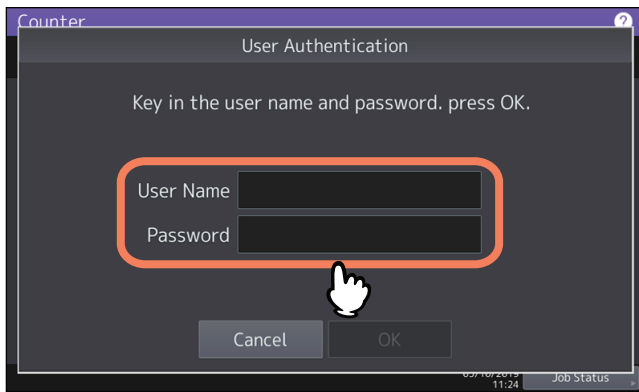 Counter ?
User Authentication
Key in the user name and password. press OK.
User Name
Password
Cancel OK
11:24 Job Status